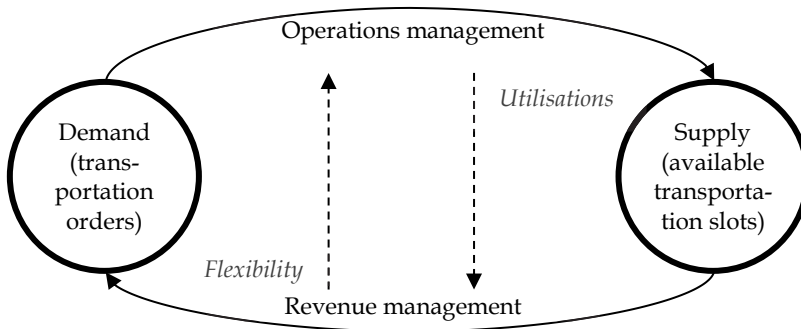 Operations management
Utilisations
Demand
(trans-
portation
orders)
Supply
(available
transporta-
tion slots)
Flexibility
Revenue management